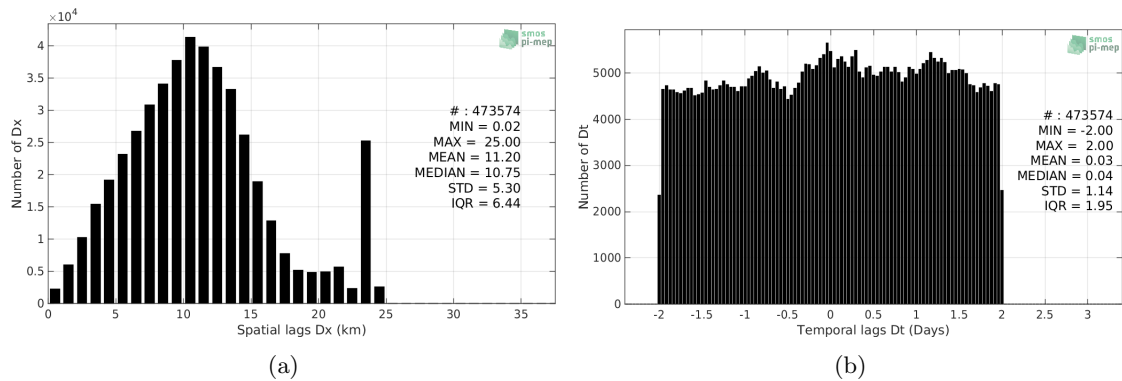 ×10⁴
4
3.5
3
2.5
2
1.5
1
0.5
0
0 5 10 15 20 25 30 35
Number of Dx
Spatial lags Dx (km)
smos
pi-mep
# : 473574
MIN = 0.02
MAX = 25.00
MEAN = 11.20
MEDIAN = 10.75
STD = 5.30
IQR = 6.44
(a)
5000
4000
3000
2000
1000
0
-2 -1.5 -1 -0.5 0 0.5 1 1.5 2 2.5 3
Number of Dt
Temporal lags Dt (Days)
smos
pi-mep
# : 473574
MIN = -2.00
MAX = 2.00
MEAN = 0.03
MEDIAN = 0.04
STD = 1.14
IQR = 1.95
(b)